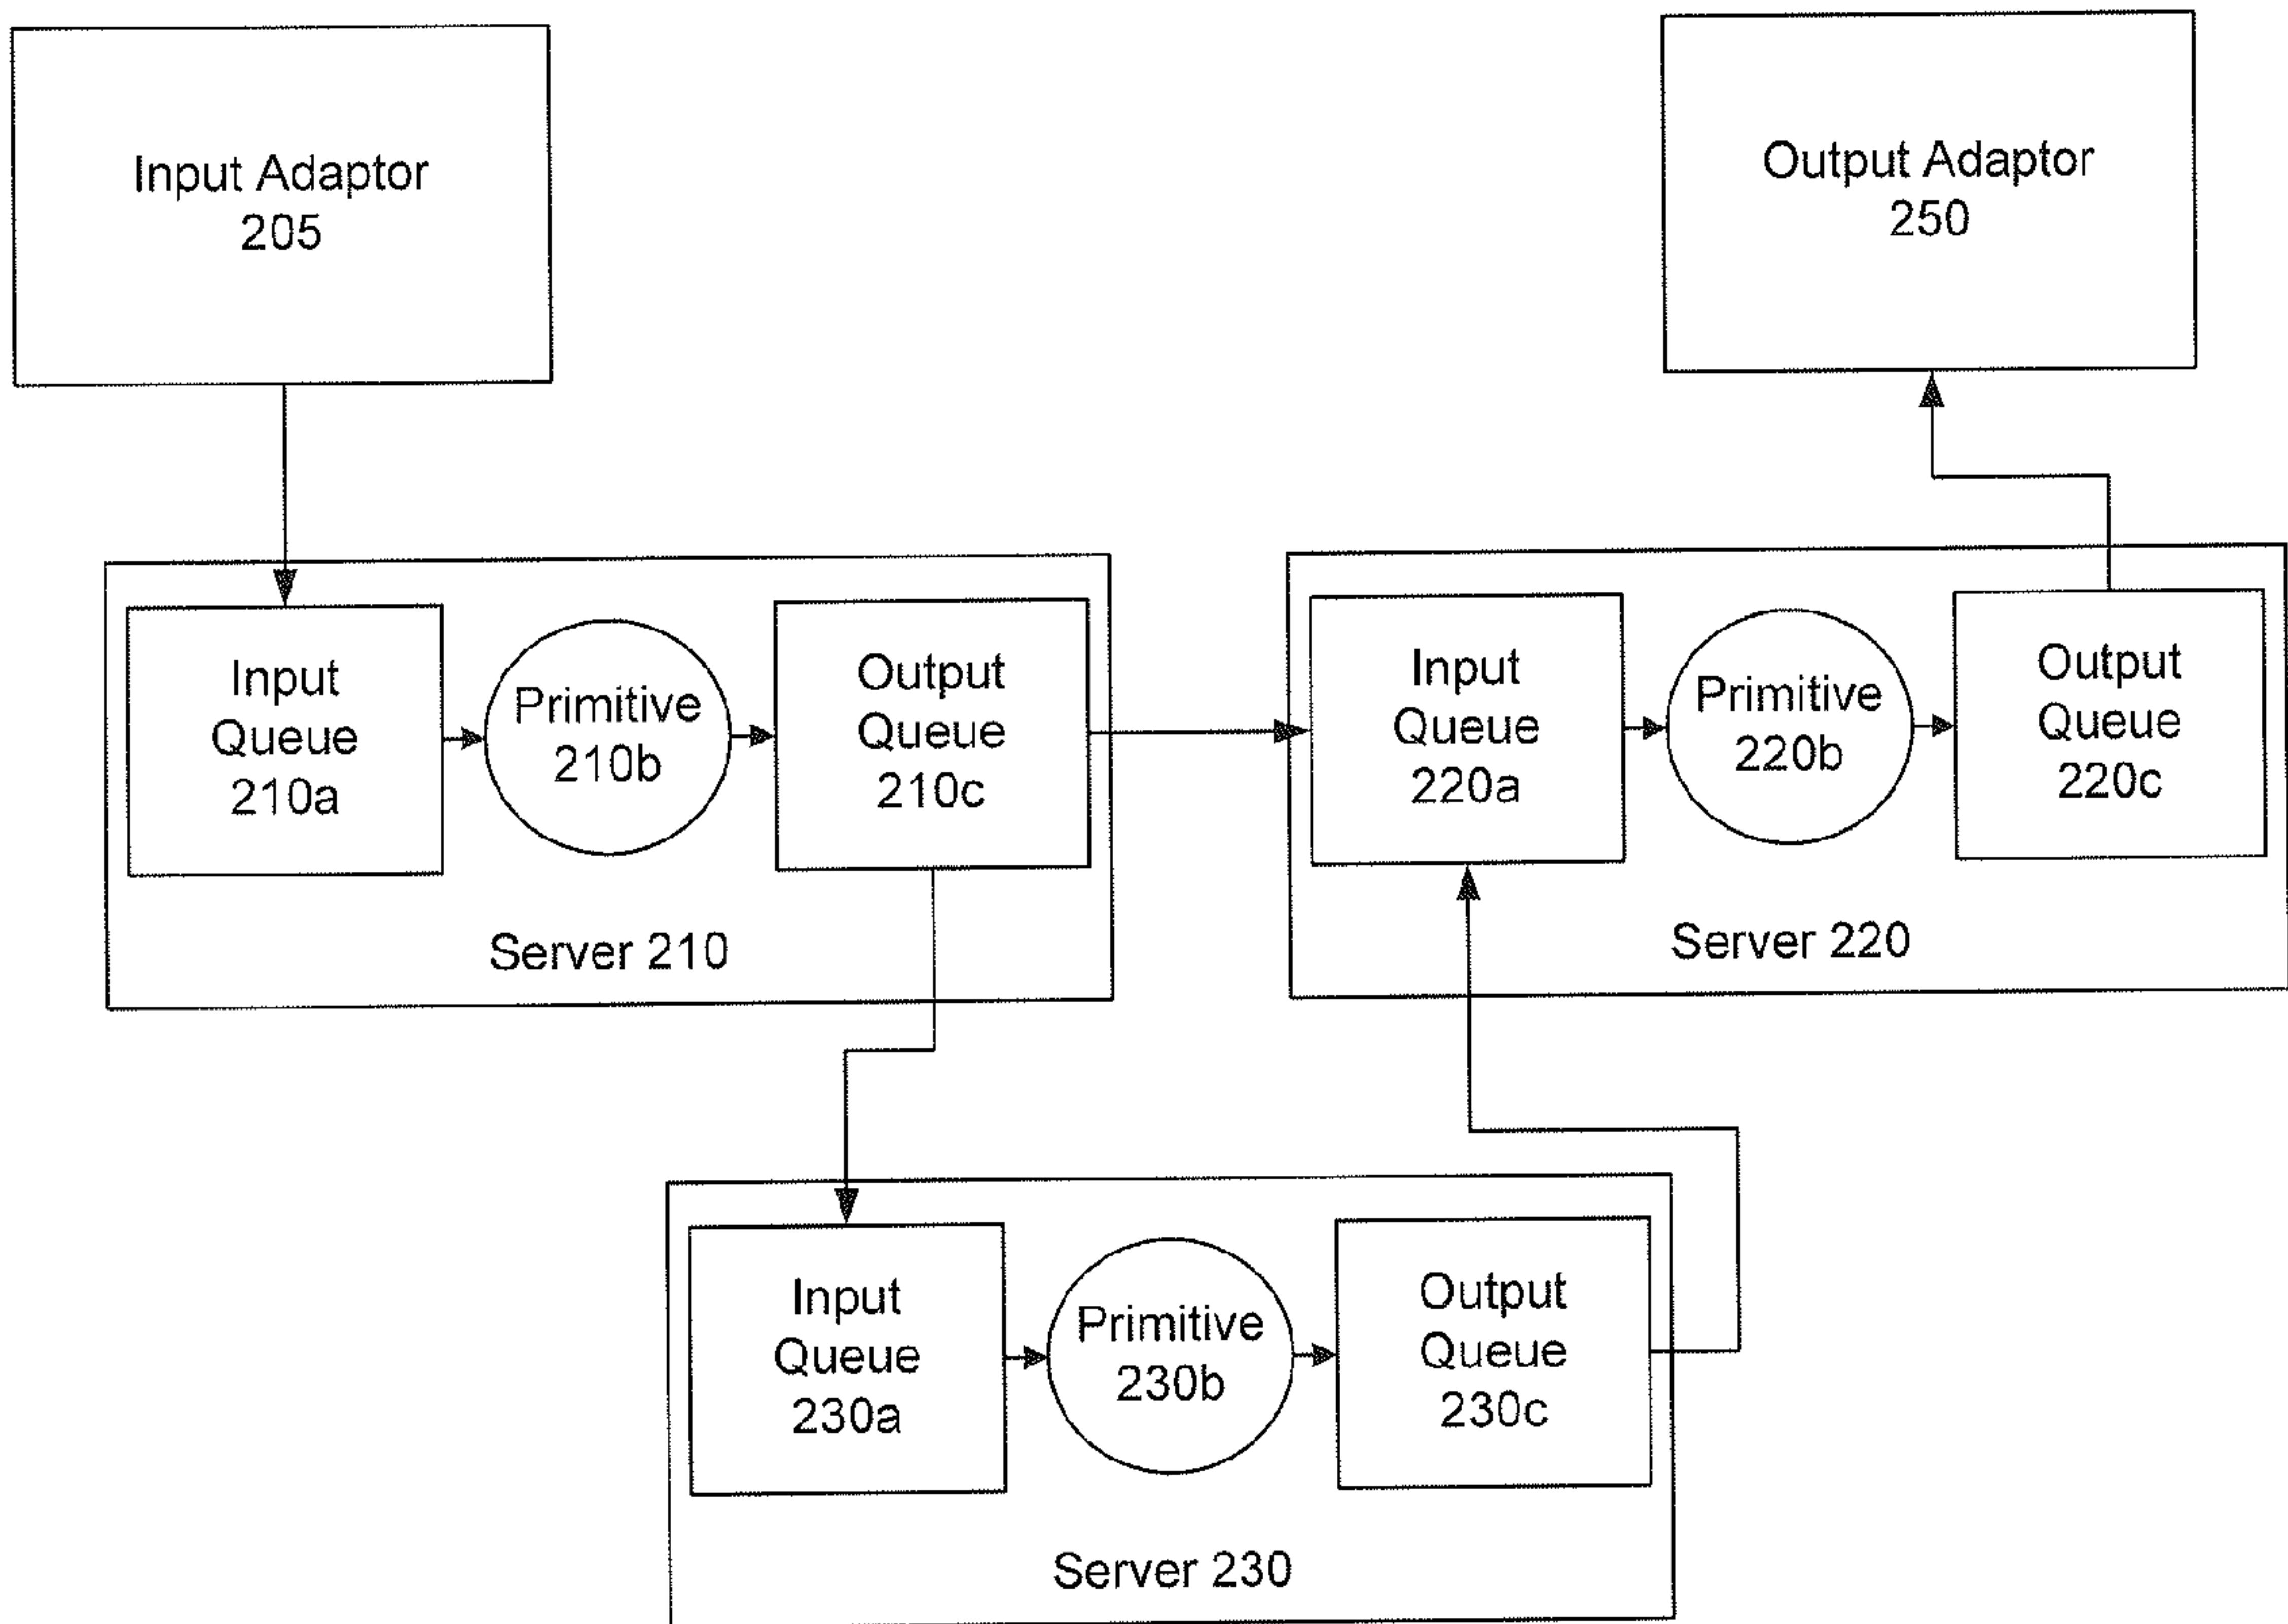 Input Adaptor
205
Output Adaptor
250
Input
Queue
210a
Primitive
210b
Output
Queue
210c
Server 210
Input
Queue
220a
Primitive
220b
Output
Queue
220c
Server 220
Input
Queue
230a
Primitive
230b
Output
Queue
230c
Server 230